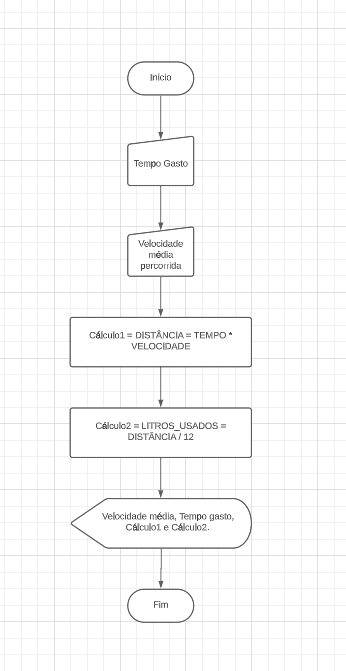 Início
Tempo Gasto
Velocidade
média
percorrida
Cálculo1 = DISTÂNCIA = TEMPO *
VELOCIDADE
Cálculo2 = LITROS_USADOS =
DISTÂNCIA / 12
Velocidade média, Tempo gasto,
Cálculo1 e Cálculo2.
Fim